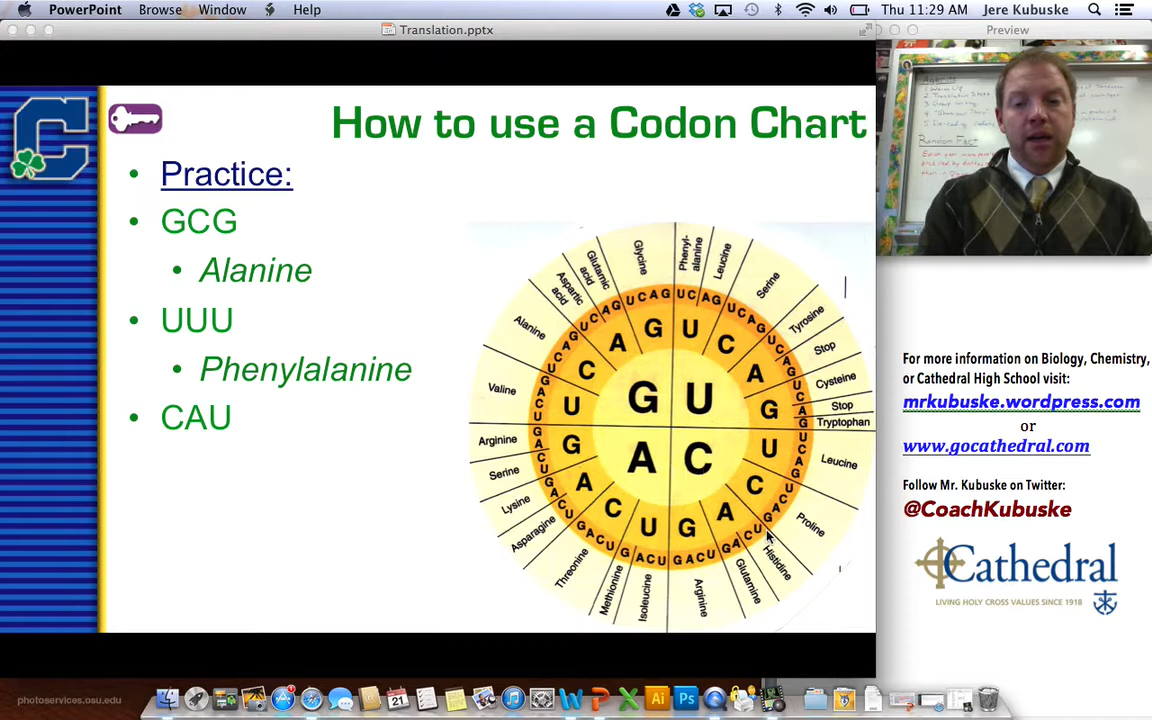 PowerPoint Browse Window Help
Thu 11:29 AM Jere Kubuske
Translation.pptx
Preview
How to use a Codon Chart
• Practice:
• GCG
• Alanine
• UUU
• Phenylalanine
• CAU
G U
A C
U C A G
U C A G
U C A G
U C A G
Glycine
Phenyl-
alanine
Leucine
Serine
Tyrosine
Stop
Cysteine
Stop
Tryptophan
Leucine
Proline
Histidine
Glutamine
Arginine
Isoleucine
Methionine
Threonine
Asparagine
Lysine
Serine
Arginine
Valine
Alanine
Aspartic
acid
Glutamic
acid
Agenda
Random Fact
For more information on Biology, Chemistry,
or Cathedral High School visit:
mrkubuske.wordpress.com
or
www.gocathedral.com
Follow Mr. Kubuske on Twitter:
@CoachKubuske
Cathedral
LIVING HOLY CROSS VALUES SINCE 1918
photoservices.osu.edu